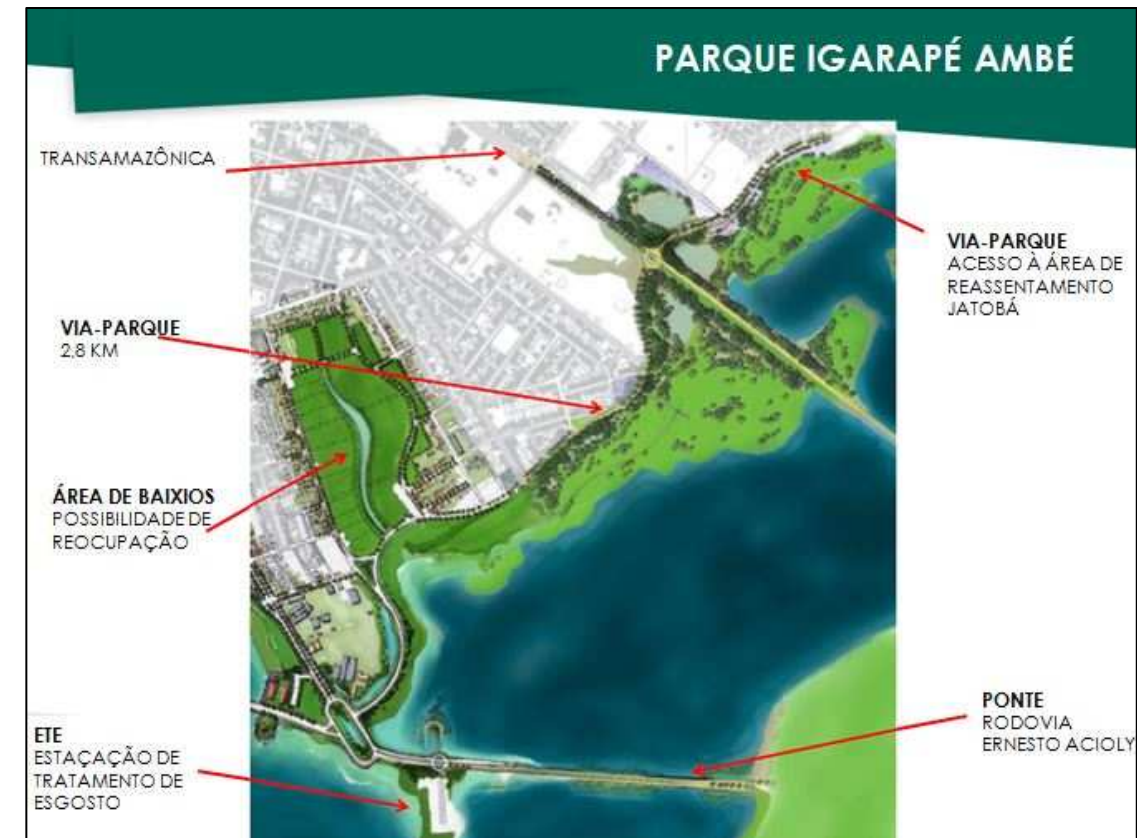 PARQUE IGARAPÉ AMBÉ
TRANSAMAZÔNICA
VIA-PARQUE
ACESSO À ÁREA DE
REASSENTAMENTO
JATOBÁ
VIA-PARQUE
2,8 KM
ÁREA DE BAIXIOS
POSSIBILIDADE DE
REOCUPAÇÃO
PONTE
RODOVIA
ERNESTO ACIOLY
ETE
ESTAÇAÇÃO DE
TRATAMENTO DE
ESGOSTO